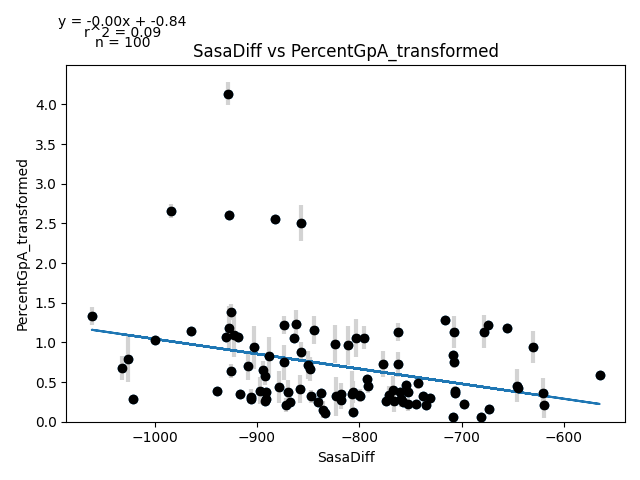 y = -0.00x + -0.84
r^2 = 0.09
n = 100
SasaDiff vs PercentGpA_transformed
PercentGpA_transformed
4.0
3.5
3.0
2.5
2.0
1.5
1.0
0.5
0.0
−1000 −900 −800 −700 −600
SasaDiff